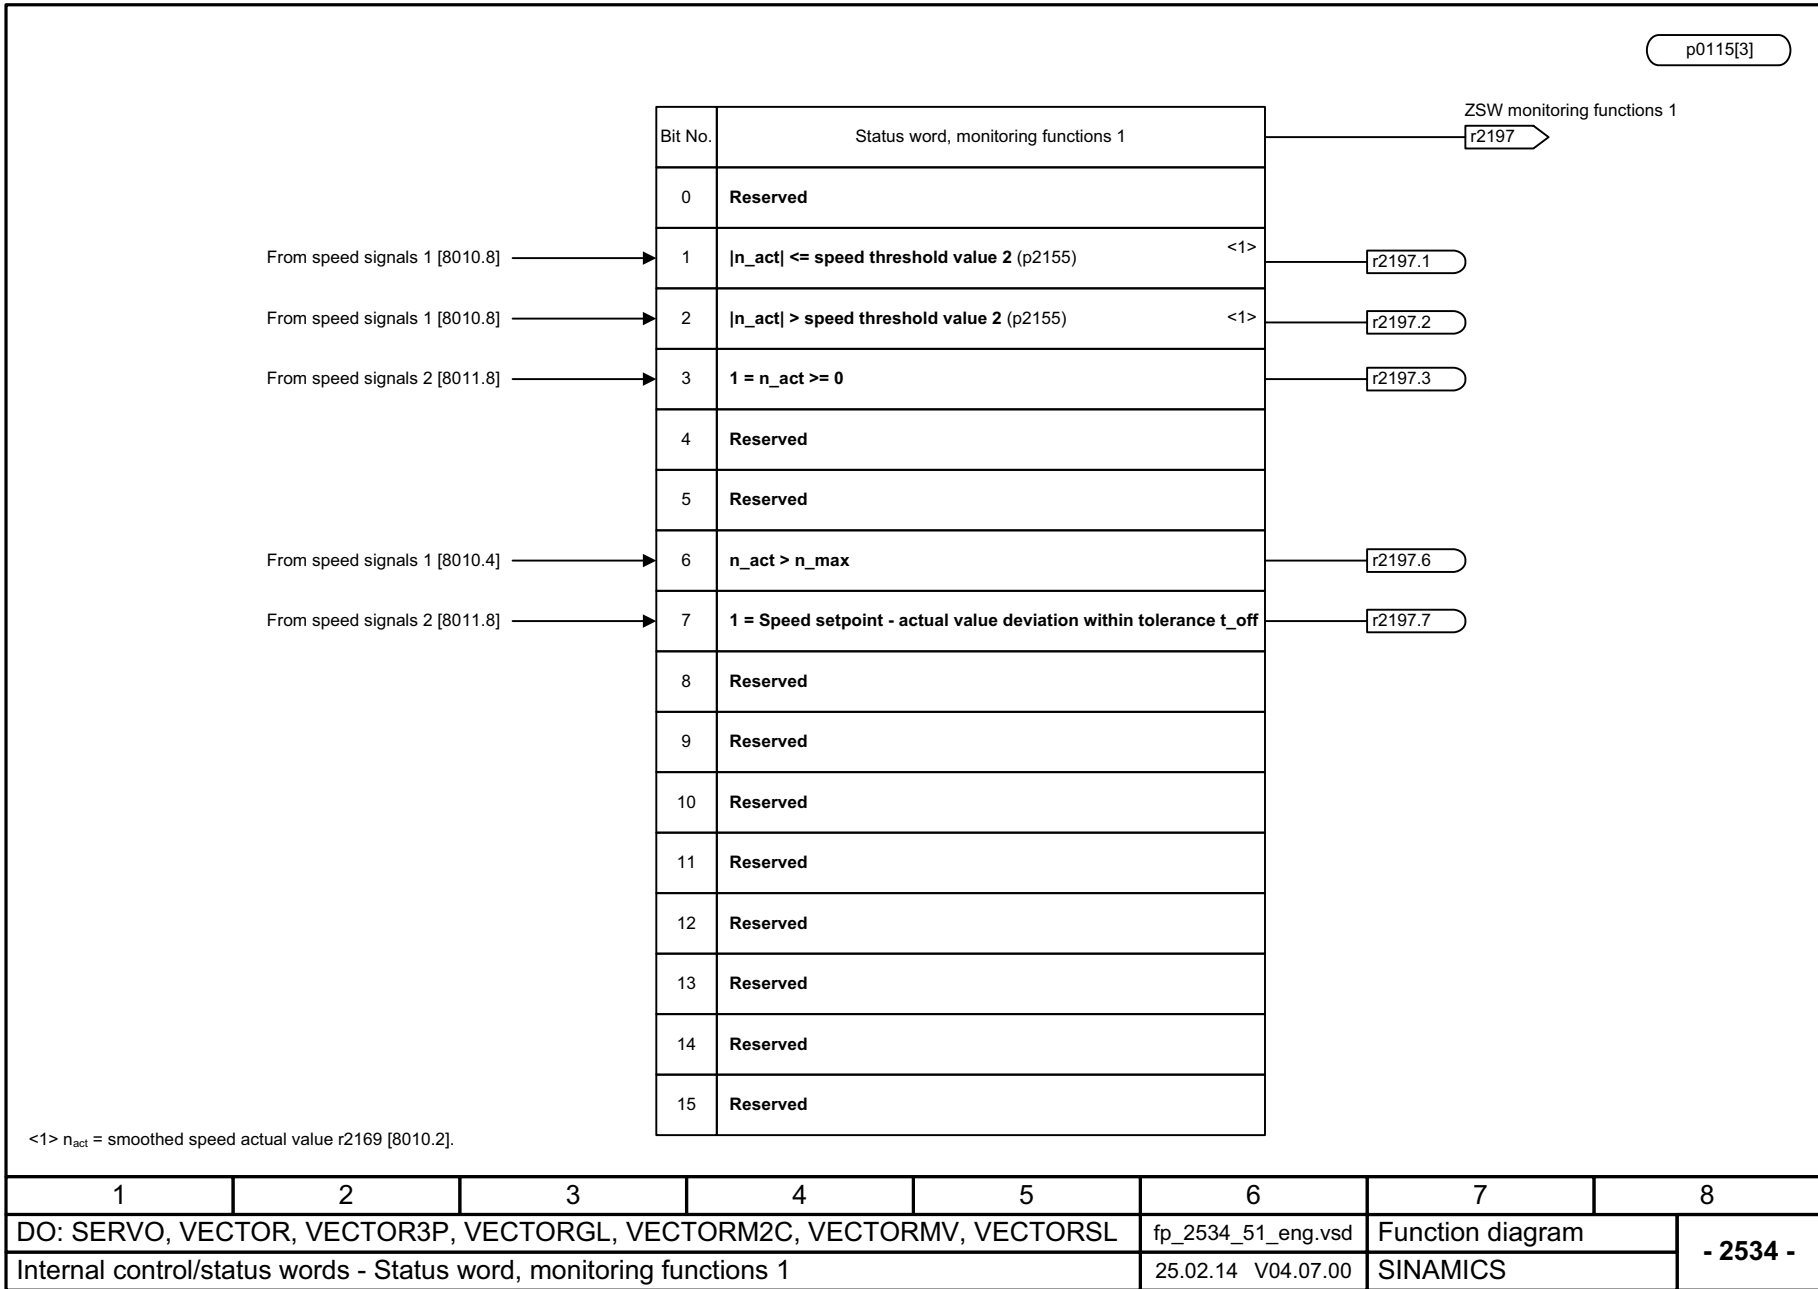 p0115[3]
ZSW monitoring functions 1
Bit No. Status word, monitoring functions 1 r2197
0 Reserved
From speed signals 1 [8010.8] 1 |n_act| <= speed threshold value 2 (p2155) <1> r2197.1
From speed signals 1 [8010.8] 2 |n_act| > speed threshold value 2 (p2155) <1> r2197.2
From speed signals 2 [8011.8] 3 1 = n_act >= 0 r2197.3
4 Reserved
5 Reserved
From speed signals 1 [8010.4] 6 n_act > n_max r2197.6
From speed signals 2 [8011.8] 7 1 = Speed setpoint - actual value deviation within tolerance t_off r2197.7
8 Reserved
9 Reserved
10 Reserved
11 Reserved
12 Reserved
13 Reserved
14 Reserved
15 Reserved
<1> nact = smoothed speed actual value r2169 [8010.2].
1 2 3 4 5 6 7 8
DO: SERVO, VECTOR, VECTOR3P, VECTORGL, VECTORM2C, VECTORMV, VECTORSL fp_2534_51_eng.vsd Function diagram
- 2534 -
Internal control/status words - Status word, monitoring functions 1 25.02.14 V04.07.00 SINAMICS